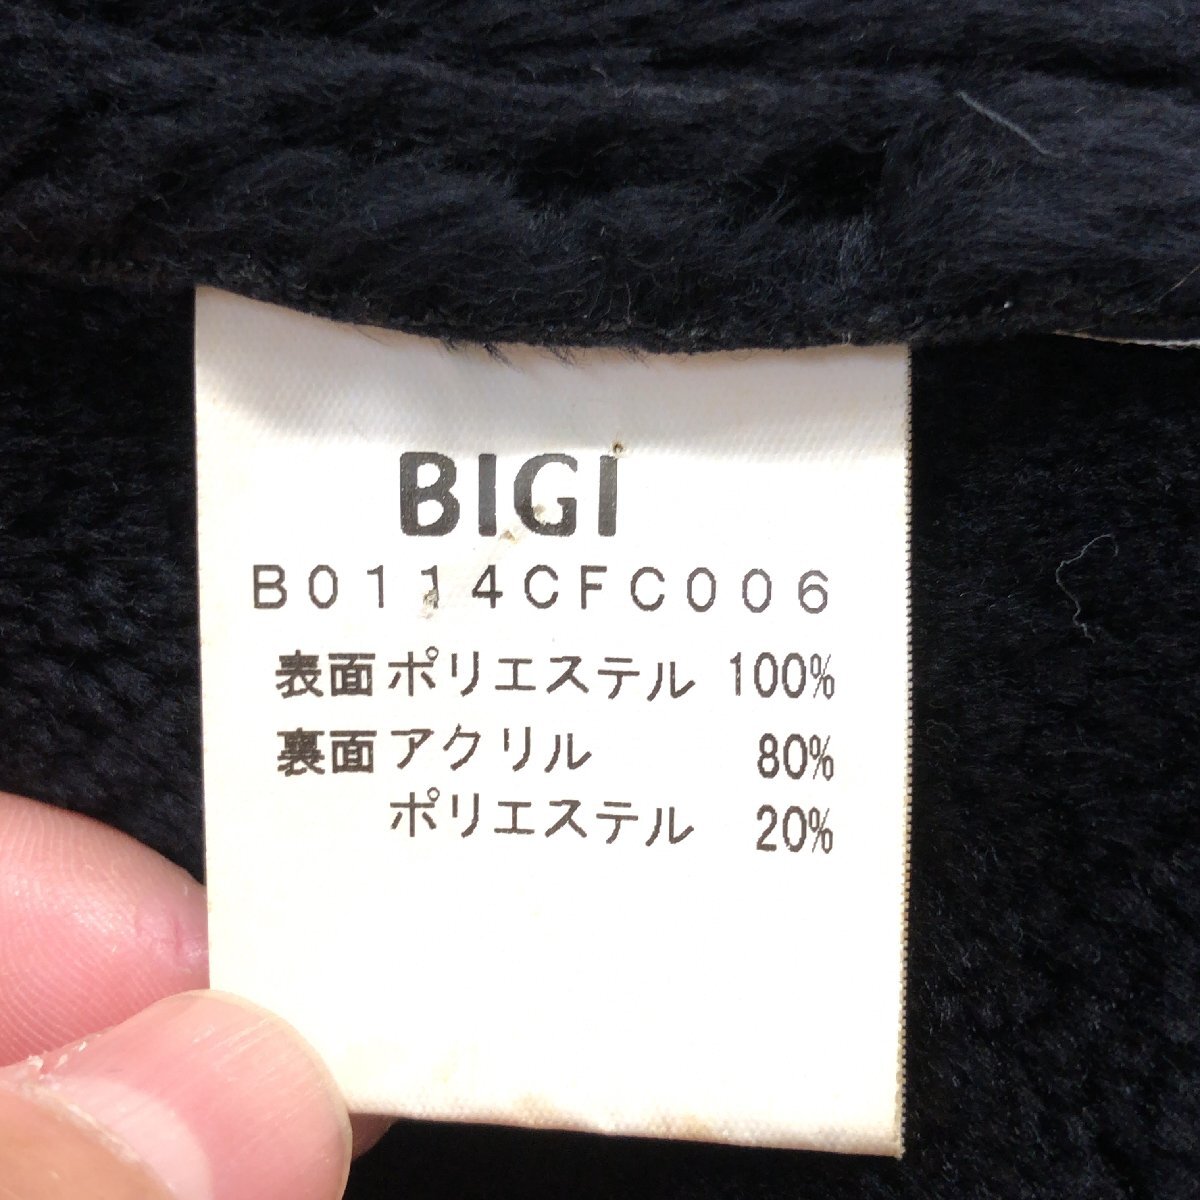 BIGI
B0114CFC006
表面 ポリエステル 100%
裏面 アクリル 80%
ポリエステル 20%